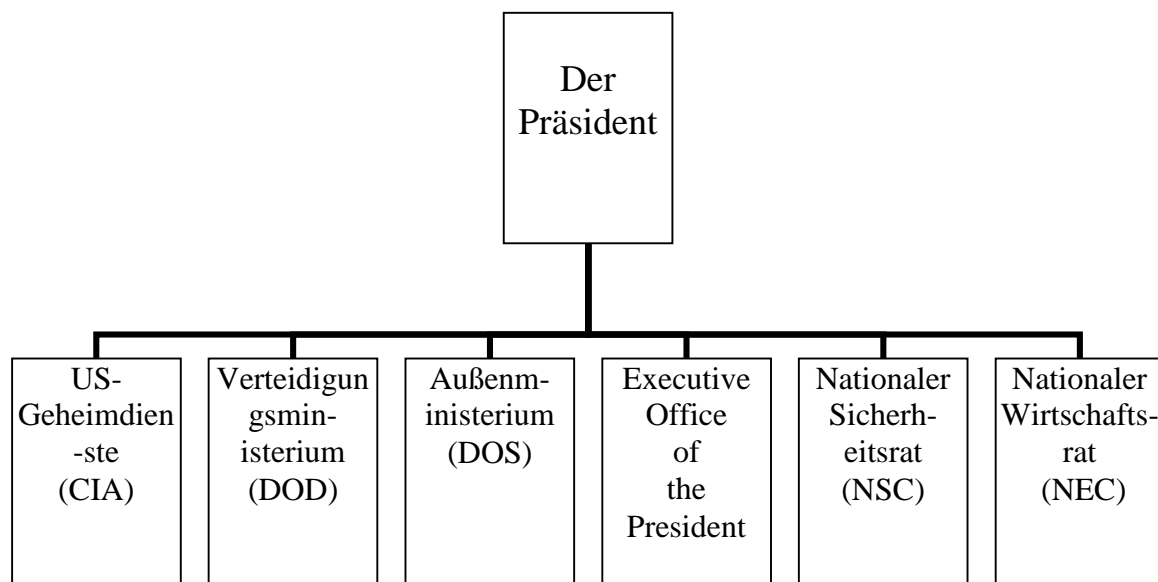 Der
Präsident
US-
Geheimdien
-ste
(CIA)
Verteidigun
gsmin-
isterium
(DOD)
Außenm-
inisterium
(DOS)
Executive
Office
of
the
President
Nationaler
Sicherh-
eitsrat
(NSC)
Nationaler
Wirtschafts-
rat
(NEC)